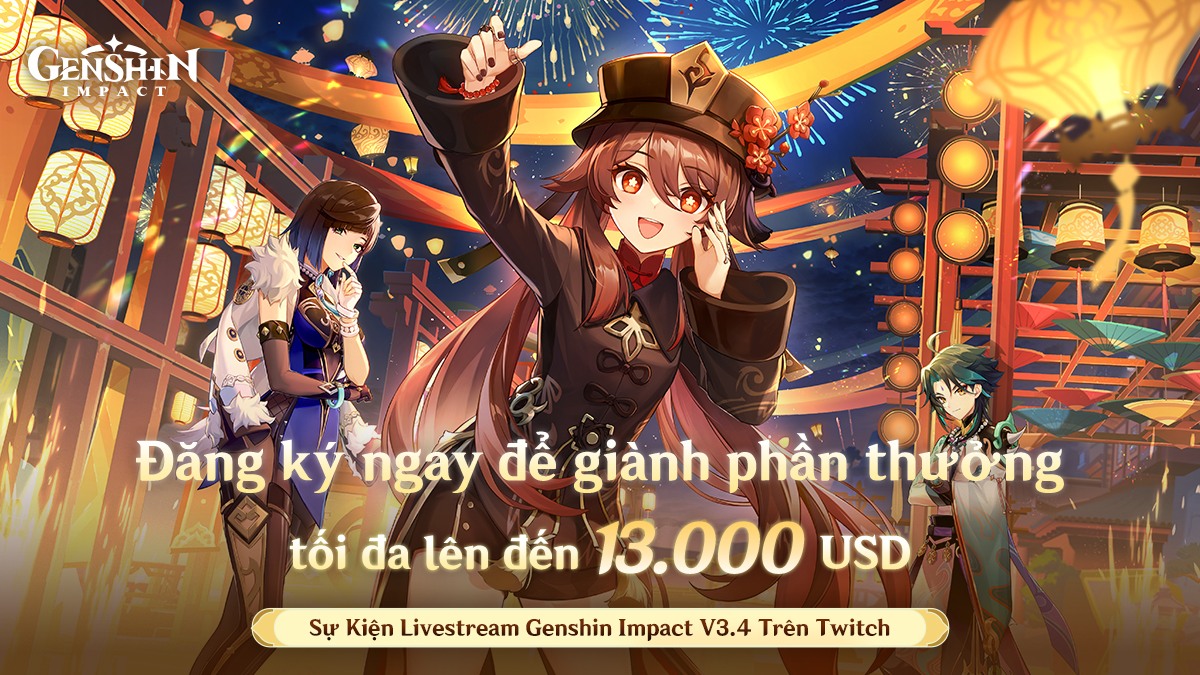 GENSHIN
IMPACT
Đăng ký ngay để giành phần thưởng
tối đa lên đến 13.000 USD
Sự Kiện Livestream Genshin Impact V3.4 Trên Twitch